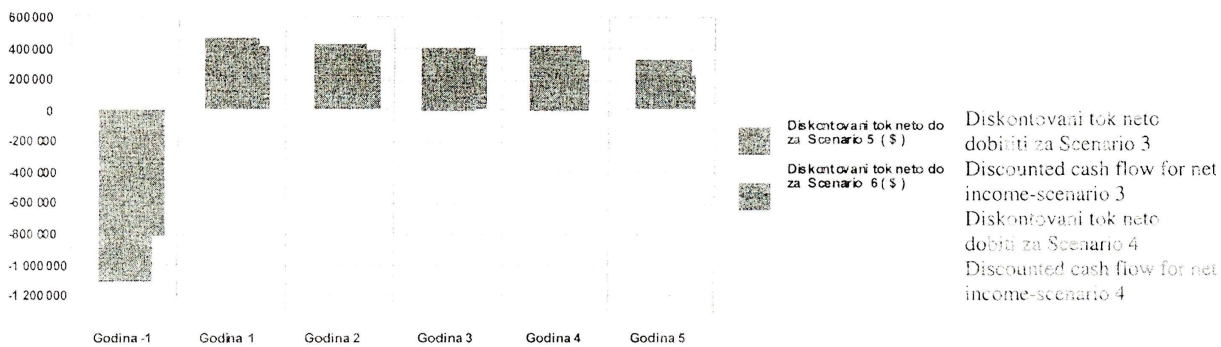 600 000
400 000
200 000
0
-200 000
-400 000
-600 000
-800 000
-1 000 000
-1 200 000
Godina -1 Godina 1 Godina 2 Godina 3 Godina 4 Godina 5
Diskontovani tok neto do
za Scenario 5 ( $ )
Diskontovani tok neto do
za Scenario 6 ( $ )
Diskontovani tok neto
dobiti za Scenario 3
Discounted cash flow for net
income-scenario 3
Diskontovani tok neto
dobiti za Scenario 4
Discounted cash flow for net
income-scenario 4